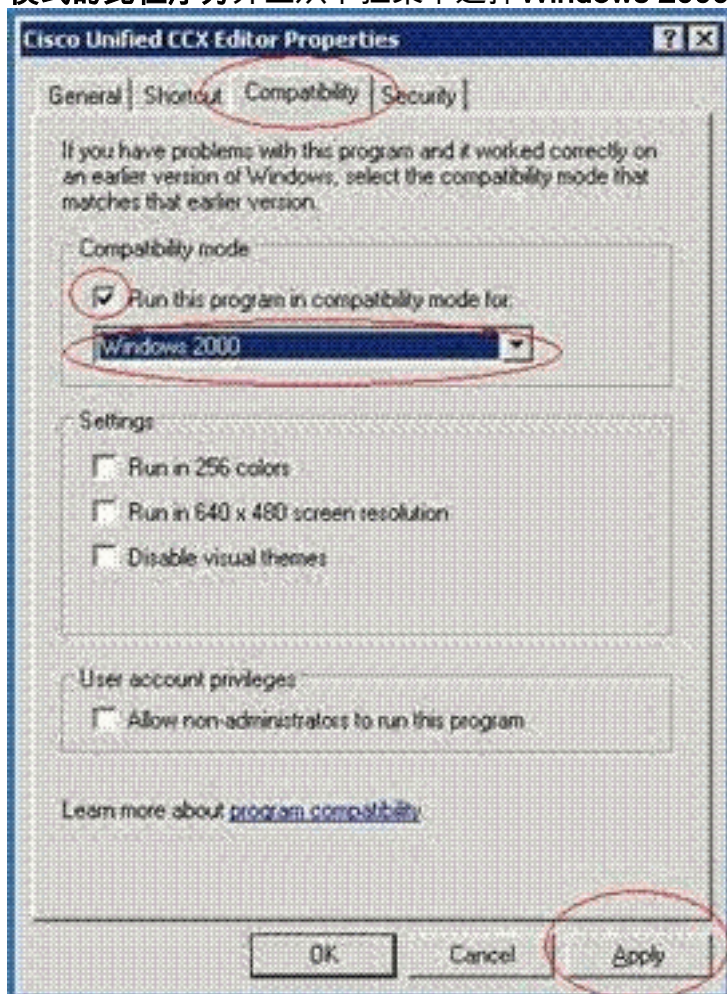 Cisco Unified CCX Editor Properties
General Shortcut Compatibility Security
If you have problems with this program and it worked correctly on
an earlier version of Windows, select the compatibility mode that
matches that earlier version.
Compatibility mode
Run this program in compatibility mode for:
Windows 2000
Settings
Run in 256 colors
Run in 640 x 480 screen resolution
Disable visual themes
User account privileges
Allow non-administrators to run this program
Learn more about program compatibility.
OK Cancel Apply